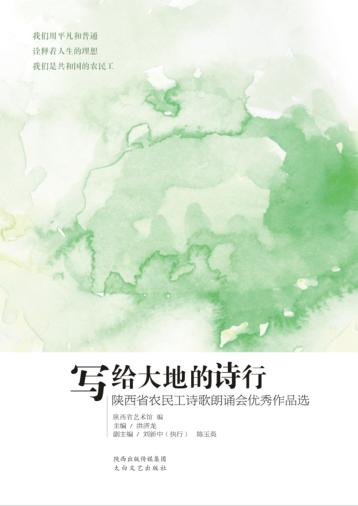 我们用平凡和普通
诠释着人生的理想
我们是共和国的农民工
写给大地的诗行
陕西省农民工诗歌朗诵会优秀作品选
陕西省艺术馆 编
主编 / 洪济龙
副主编 / 刘新中（执行） 陈玉英
陕西出版传媒集团
太白文艺出版社